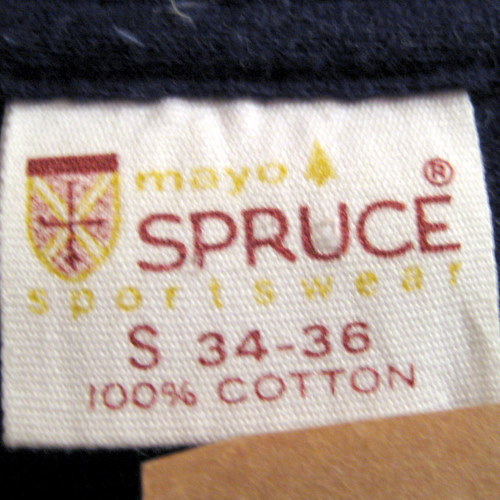 mayo
SPRUCE®
sportswear
S 34-36
100% COTTON